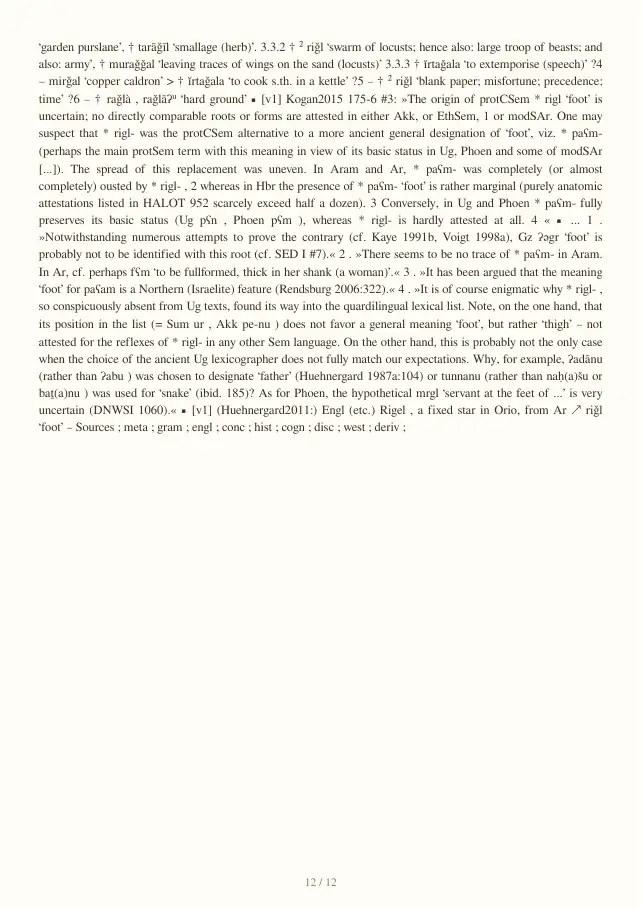 ‘garden purslane’, † tarāǧīl ‘smallage (herb)’. 3.3.2 † ² riǧl ‘swarm of locusts; hence also: large troop of beasts; and
also: army’, † muraǧǧal ‘leaving traces of wings on the sand (locusts)’ 3.3.3 † ĭrtaǧala ‘to extemporise (speech)’ ?4
– mirǧal ‘copper caldron’ > † ĭrtaǧala ‘to cook s.th. in a kettle’ ?5 – † ² riǧl ‘blank paper; misfortune; precedence;
time’ ?6 – † raǧlà , raǧlāʔᵘ ‘hard ground’ ▪ [v1] Kogan2015 175-6 #3: »The origin of protCSem * rigl ‘foot’ is
uncertain; no directly comparable roots or forms are attested in either Akk, or EthSem, 1 or modSAr. One may
suspect that * rigl- was the protCSem alternative to a more ancient general designation of ‘foot’, viz. * paʕm-
(perhaps the main protSem term with this meaning in view of its basic status in Ug, Phoen and some of modSAr
[...]). The spread of this replacement was uneven. In Aram and Ar, * paʕm- was completely (or almost
completely) ousted by * rigl- , 2 whereas in Hbr the presence of * paʕm- ‘foot’ is rather marginal (purely anatomic
attestations listed in HALOT 952 scarcely exceed half a dozen). 3 Conversely, in Ug and Phoen * paʕm- fully
preserves its basic status (Ug pʕn , Phoen pʕm ), whereas * rigl- is hardly attested at all. 4 « ▪ ... 1 .
»Notwithstanding numerous attempts to prove the contrary (cf. Kaye 1991b, Voigt 1998a), Gz ʔəgr ‘foot’ is
probably not to be identified with this root (cf. SED I #7).« 2 . »There seems to be no trace of * paʕm- in Aram.
In Ar, cf. perhaps fʕm ‘to be fullformed, thick in her shank (a woman)’.« 3 . »It has been argued that the meaning
‘foot’ for paʕam is a Northern (Israelite) feature (Rendsburg 2006:322).« 4 . »It is of course enigmatic why * rigl- ,
so conspicuously absent from Ug texts, found its way into the quardilingual lexical list. Note, on the one hand, that
its position in the list (= Sum ur , Akk pe-nu ) does not favor a general meaning ‘foot’, but rather ‘thigh’ – not
attested for the reflexes of * rigl- in any other Sem language. On the other hand, this is probably not the only case
when the choice of the ancient Ug lexicographer does not fully match our expectations. Why, for example, ʔadānu
(rather than ʔabu ) was chosen to designate ‘father’ (Huehnergard 1987a:104) or tunnanu (rather than naḥ(a)šu or
baṯ(a)nu ) was used for ‘snake’ (ibid. 185)? As for Phoen, the hypothetical mrgl ‘servant at the feet of ...’ is very
uncertain (DNWSI 1060).« ▪ [v1] (Huehnergard2011:) Engl (etc.) Rigel , a fixed star in Orio, from Ar ↗ riǧl
‘foot’ – Sources ; meta ; gram ; engl ; conc ; hist ; cogn ; disc ; west ; deriv ;
12 / 12